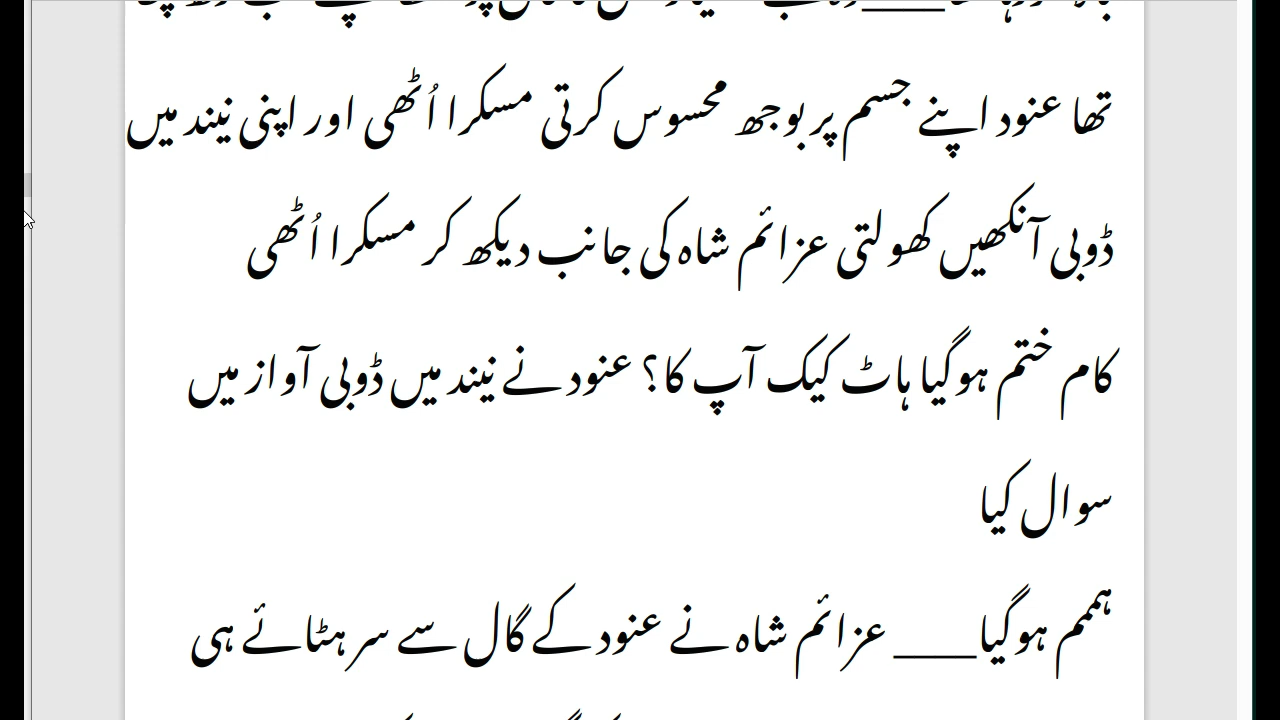 تھا عنود اپنے جسم پر بوجھ محسوس کرتی مسکرا اُٹھی اور اپنی نیند میں
ڈوبی آنکھیں کھولتی عزائم شاہ کی جانب دیکھ کر مسکرا اُٹھی
کام ختم ہوگیا ہاٹ کیک آپ کا؟ عنود نے نیند میں ڈوبی آواز میں
سوال کیا
ہممم ہوگیا____ عزائم شاہ نے عنود کے گال سے سر ہٹائے ہی